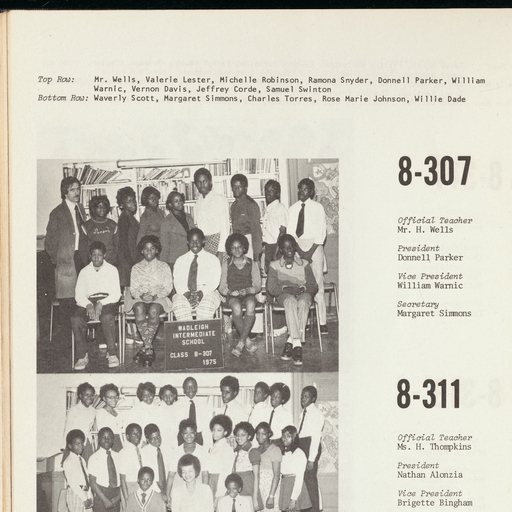 Top Row: Mr. Wells, Valerie Lester, Michelle Robinson, Ramona Snyder, Donnell Parker, William
Warnic, Vernon Davis, Jeffrey Corde, Samuel Swinton
Bottom Row: Waverly Scott, Margaret Simmons, Charles Torres, Rose Marie Johnson, Willie Dade
8-307
Official Teacher
Mr. H. Wells
President
Donnell Parker
Vice President
William Warnic
Secretary
Margaret Simmons
WADLEIGH
INTERMEDIATE
SCHOOL
CLASS 8-307
1975
8-311
Official Teacher
Ms. H. Thompkins
President
Nathan Alonzia
Vice President
Brigette Bingham